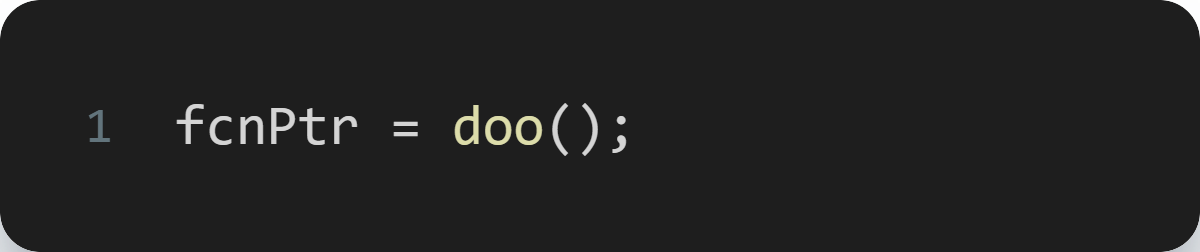 1 fcnPtr = doo();